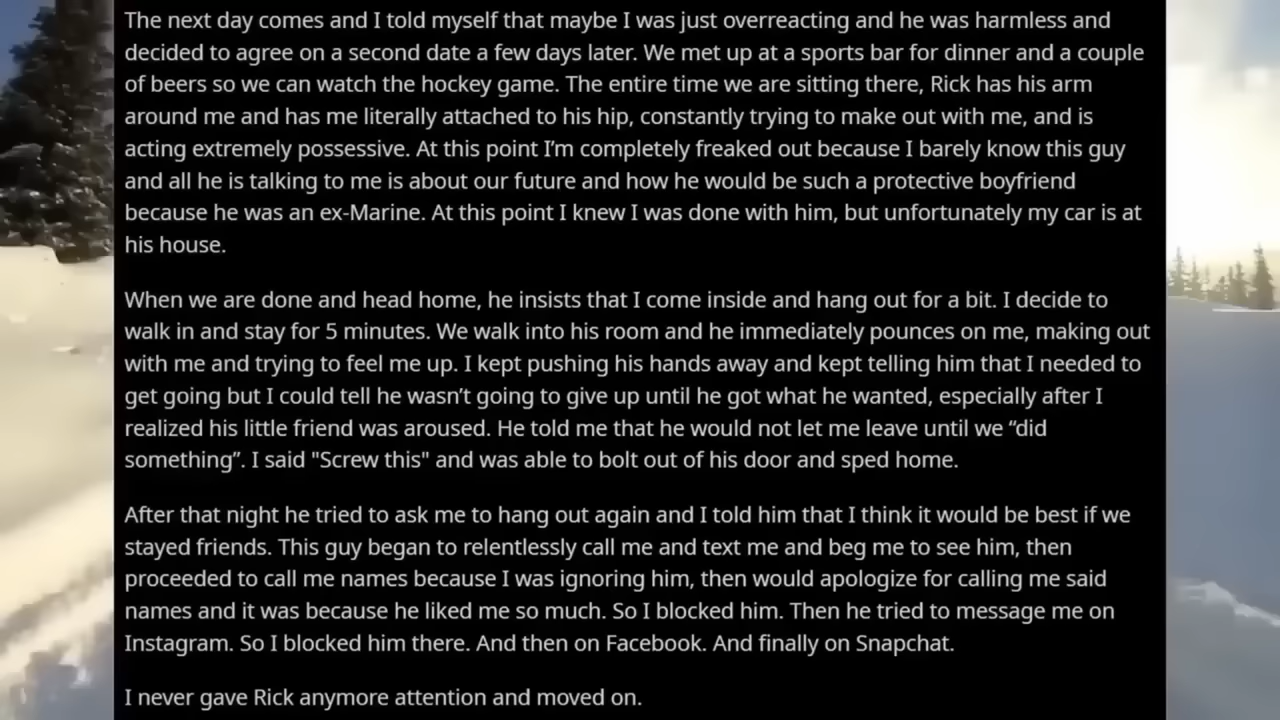 The next day comes and I told myself that maybe I was just overreacting and he was harmless and
decided to agree on a second date a few days later. We met up at a sports bar for dinner and a couple
of beers so we can watch the hockey game. The entire time we are sitting there, Rick has his arm
around me and has me literally attached to his hip, constantly trying to make out with me, and is
acting extremely possessive. At this point I’m completely freaked out because I barely know this guy
and all he is talking to me is about our future and how he would be such a protective boyfriend
because he was an ex-Marine. At this point I knew I was done with him, but unfortunately my car is at
his house.
When we are done and head home, he insists that I come inside and hang out for a bit. I decide to
walk in and stay for 5 minutes. We walk into his room and he immediately pounces on me, making out
with me and trying to feel me up. I kept pushing his hands away and kept telling him that I needed to
get going but I could tell he wasn’t going to give up until he got what he wanted, especially after I
realized his little friend was aroused. He told me that he would not let me leave until we “did
something”. I said "Screw this" and was able to bolt out of his door and sped home.
After that night he tried to ask me to hang out again and I told him that I think it would be best if we
stayed friends. This guy began to relentlessly call me and text me and beg me to see him, then
proceeded to call me names because I was ignoring him, then would apologize for calling me said
names and it was because he liked me so much. So I blocked him. Then he tried to message me on
Instagram. So I blocked him there. And then on Facebook. And finally on Snapchat.
I never gave Rick anymore attention and moved on.